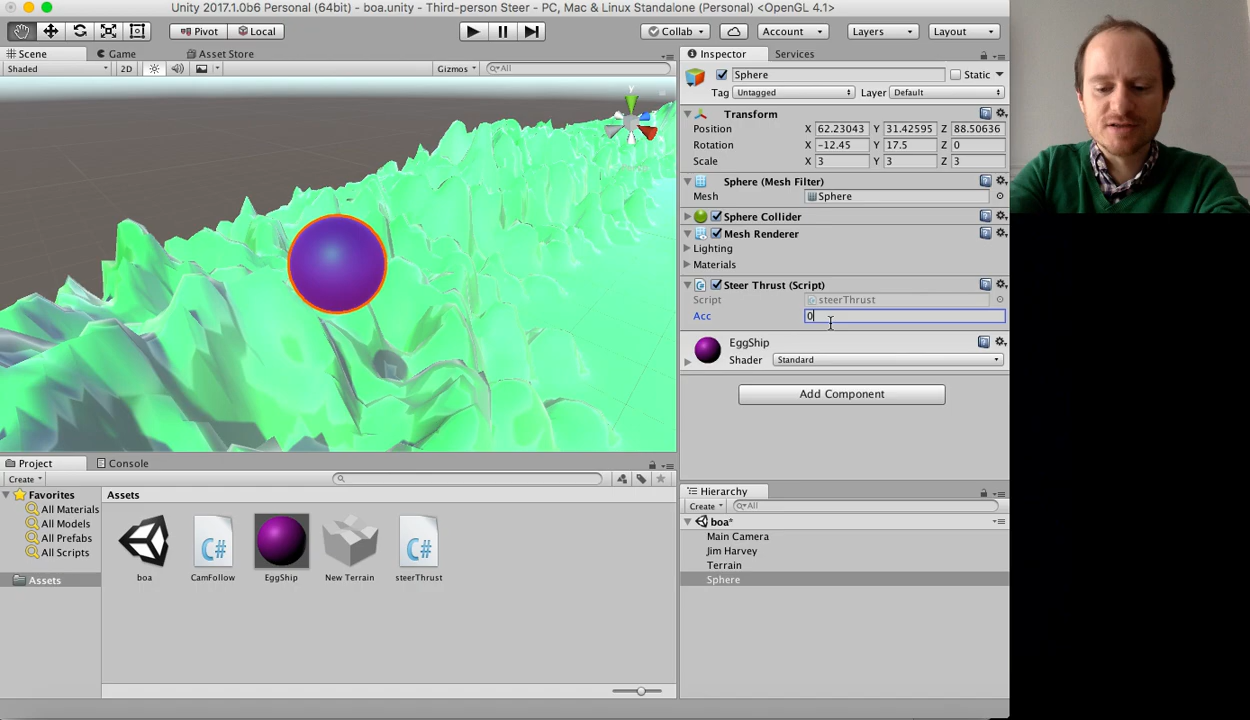 Unity 2017.1.0b6 Personal (64bit) - boa.unity - Third-person Steer - PC, Mac & Linux Standalone (Personal) <OpenGL 4.1>
Pivot Local Collab Account Layers Layout
Scene Game Asset Store
Shaded 2D Gizmos All
y
Inspector Services
Sphere Static
Tag Untagged Layer Default
Transform
Position X 62.23043 Y 31.42595 Z 88.50636
Rotation X -12.45 Y 17.5 Z 0
Scale X 3 Y 3 Z 3
Sphere (Mesh Filter)
Mesh Sphere
Sphere Collider
Mesh Renderer
Lighting
Materials
Steer Thrust (Script)
Script steerThrust
Acc 0
EggShip
Shader Standard
Add Component
Project Console
Create
Favorites
All Materials
All Models
All Prefabs
All Scripts
Assets
Assets
boa CamFollow EggShip New Terrain steerThrust
Hierarchy
Create All
boa*
Main Camera
Jim Harvey
Terrain
Sphere